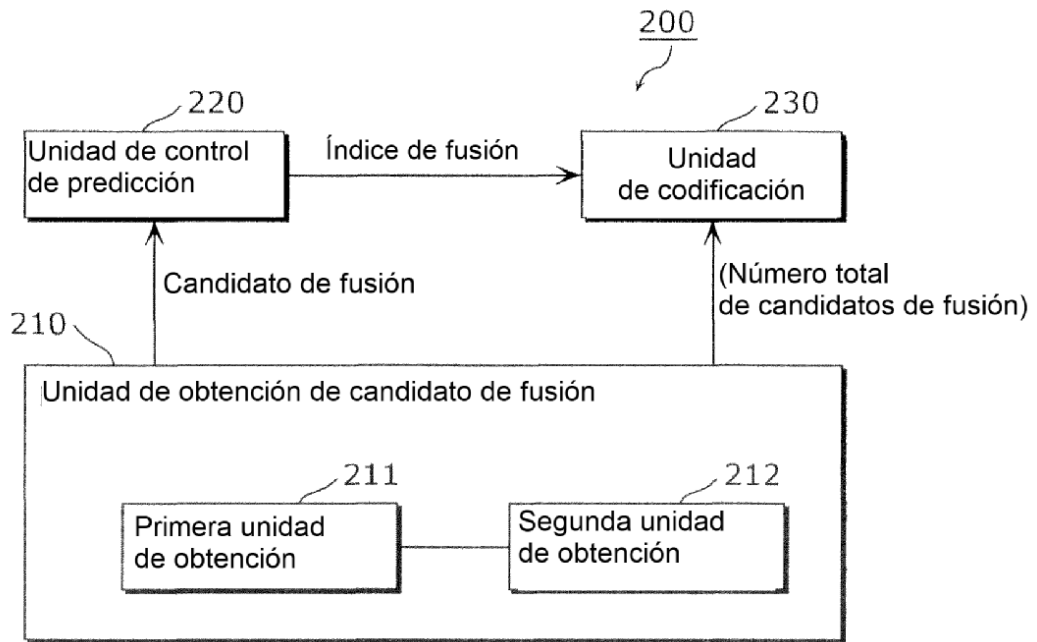 200
220
230
Unidad de control
de predicción
Índice de fusión
Unidad
de codificación
Candidato de fusión
(Número total
de candidatos de fusión)
210
Unidad de obtención de candidato de fusión
211
212
Primera unidad
de obtención
Segunda unidad
de obtención